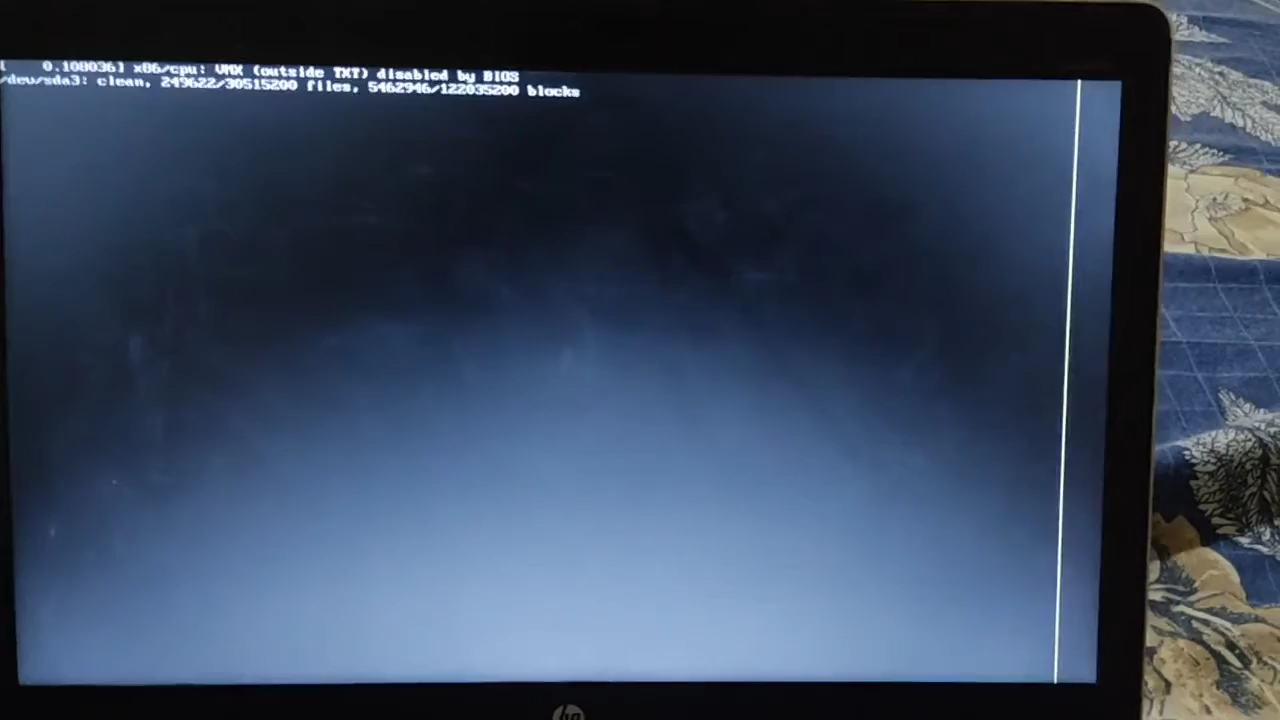 [    0.108036] x86/cpu: VMX (outside TXT) disabled by BIOS
/dev/sda3: clean, 249622/30515200 files, 5462946/122035200 blocks
hp